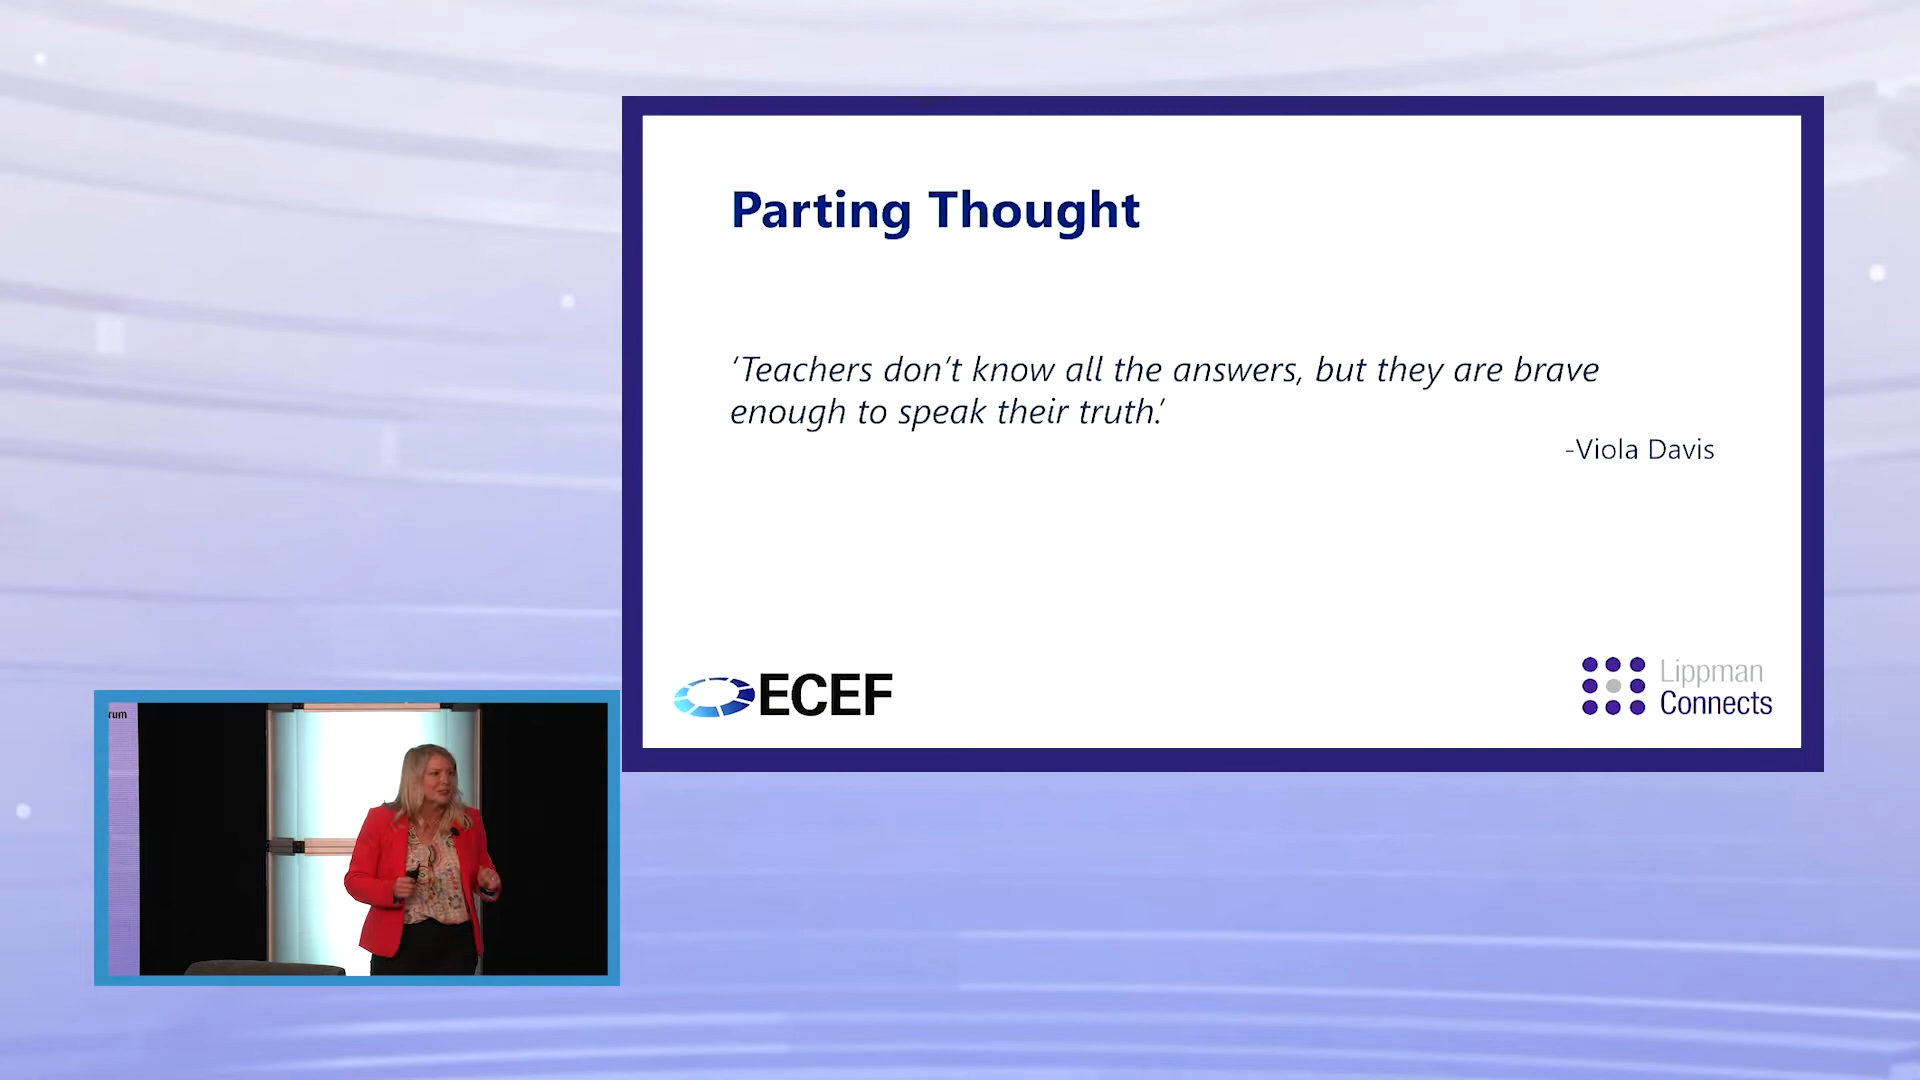 Parting Thought
‘Teachers don’t know all the answers, but they are brave
enough to speak their truth.’
-Viola Davis
ECEF
Lippman
Connects
rum